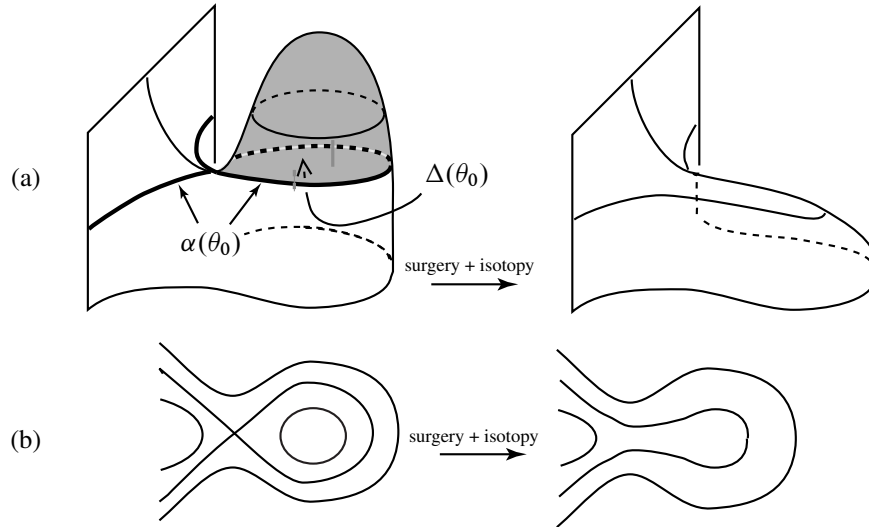 (a)
α(θ₀)
Δ(θ₀)
surgery + isotopy
(b)
surgery + isotopy